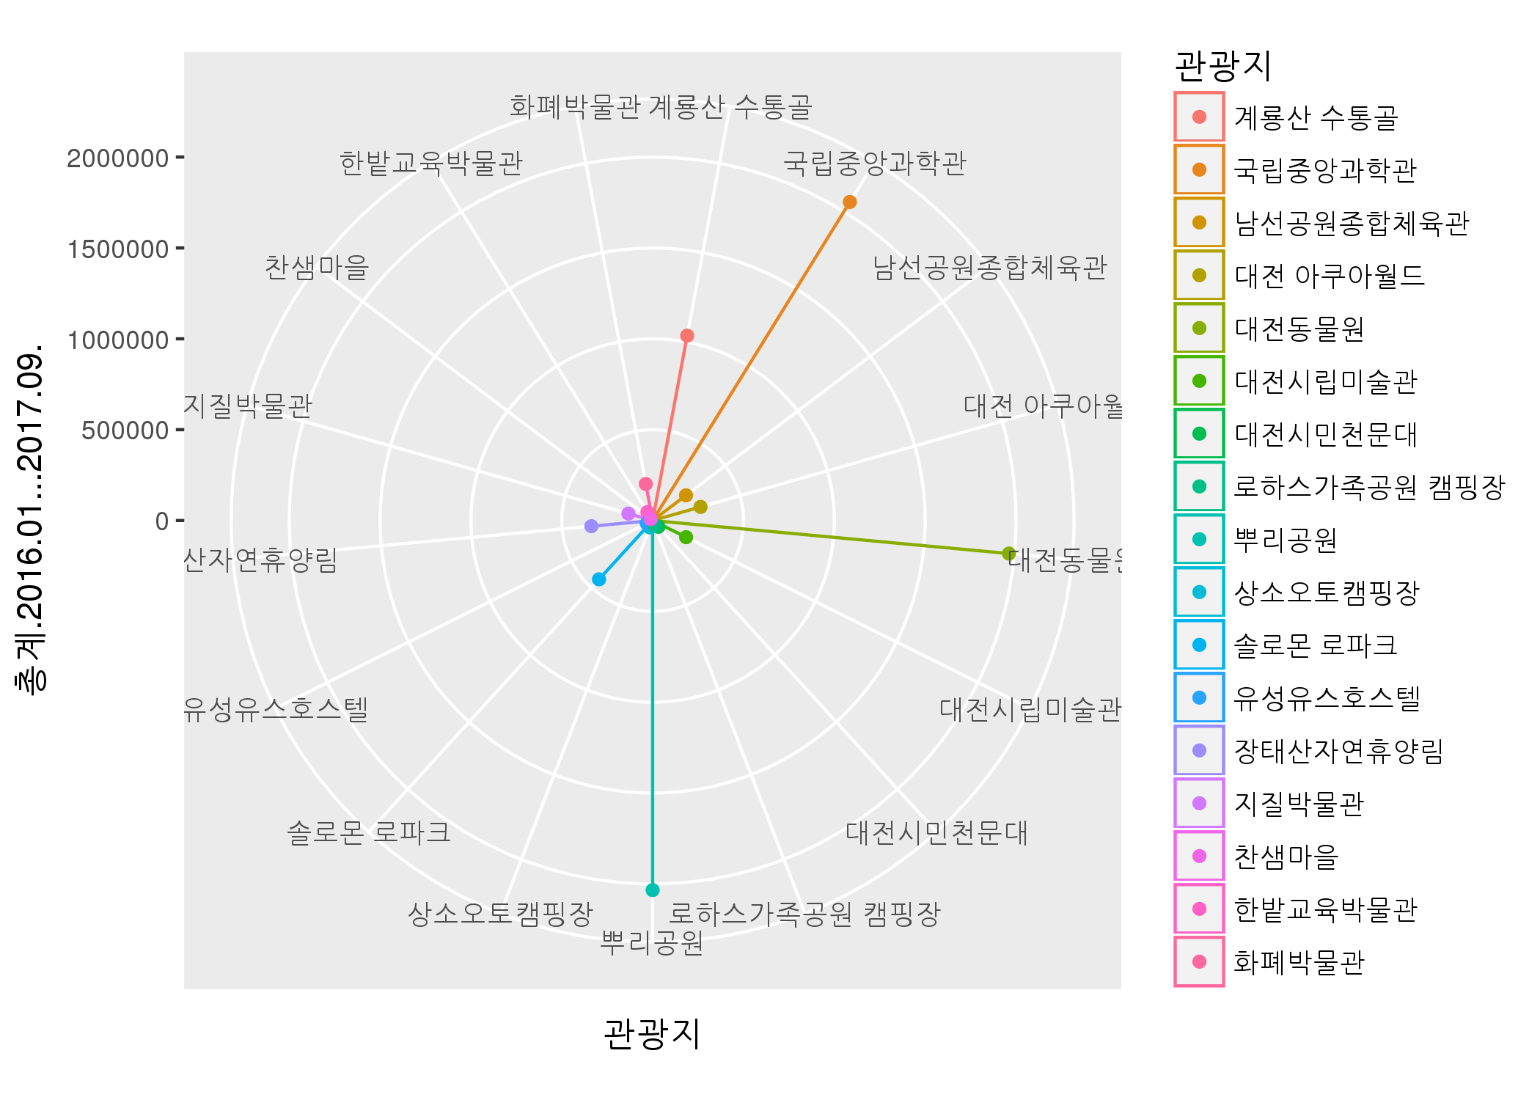 총계.2016.01...2017.09.
2000000
1500000
1000000
500000
0
화폐박물관 계룡산 수통골
한밭교육박물관 국립중앙과학관
찬샘마을 남선공원종합체육관
지질박물관 대전 아쿠아월
산자연휴양림 대전동물원
유성유스호스텔 대전시립미술관
솔로몬 로파크 대전시민천문대
상소오토캠핑장 로하스가족공원 캠핑장
뿌리공원
관광지
관광지
계룡산 수통골
국립중앙과학관
남선공원종합체육관
대전 아쿠아월드
대전동물원
대전시립미술관
대전시민천문대
로하스가족공원 캠핑장
뿌리공원
상소오토캠핑장
솔로몬 로파크
유성유스호스텔
장태산자연휴양림
지질박물관
찬샘마을
한밭교육박물관
화폐박물관